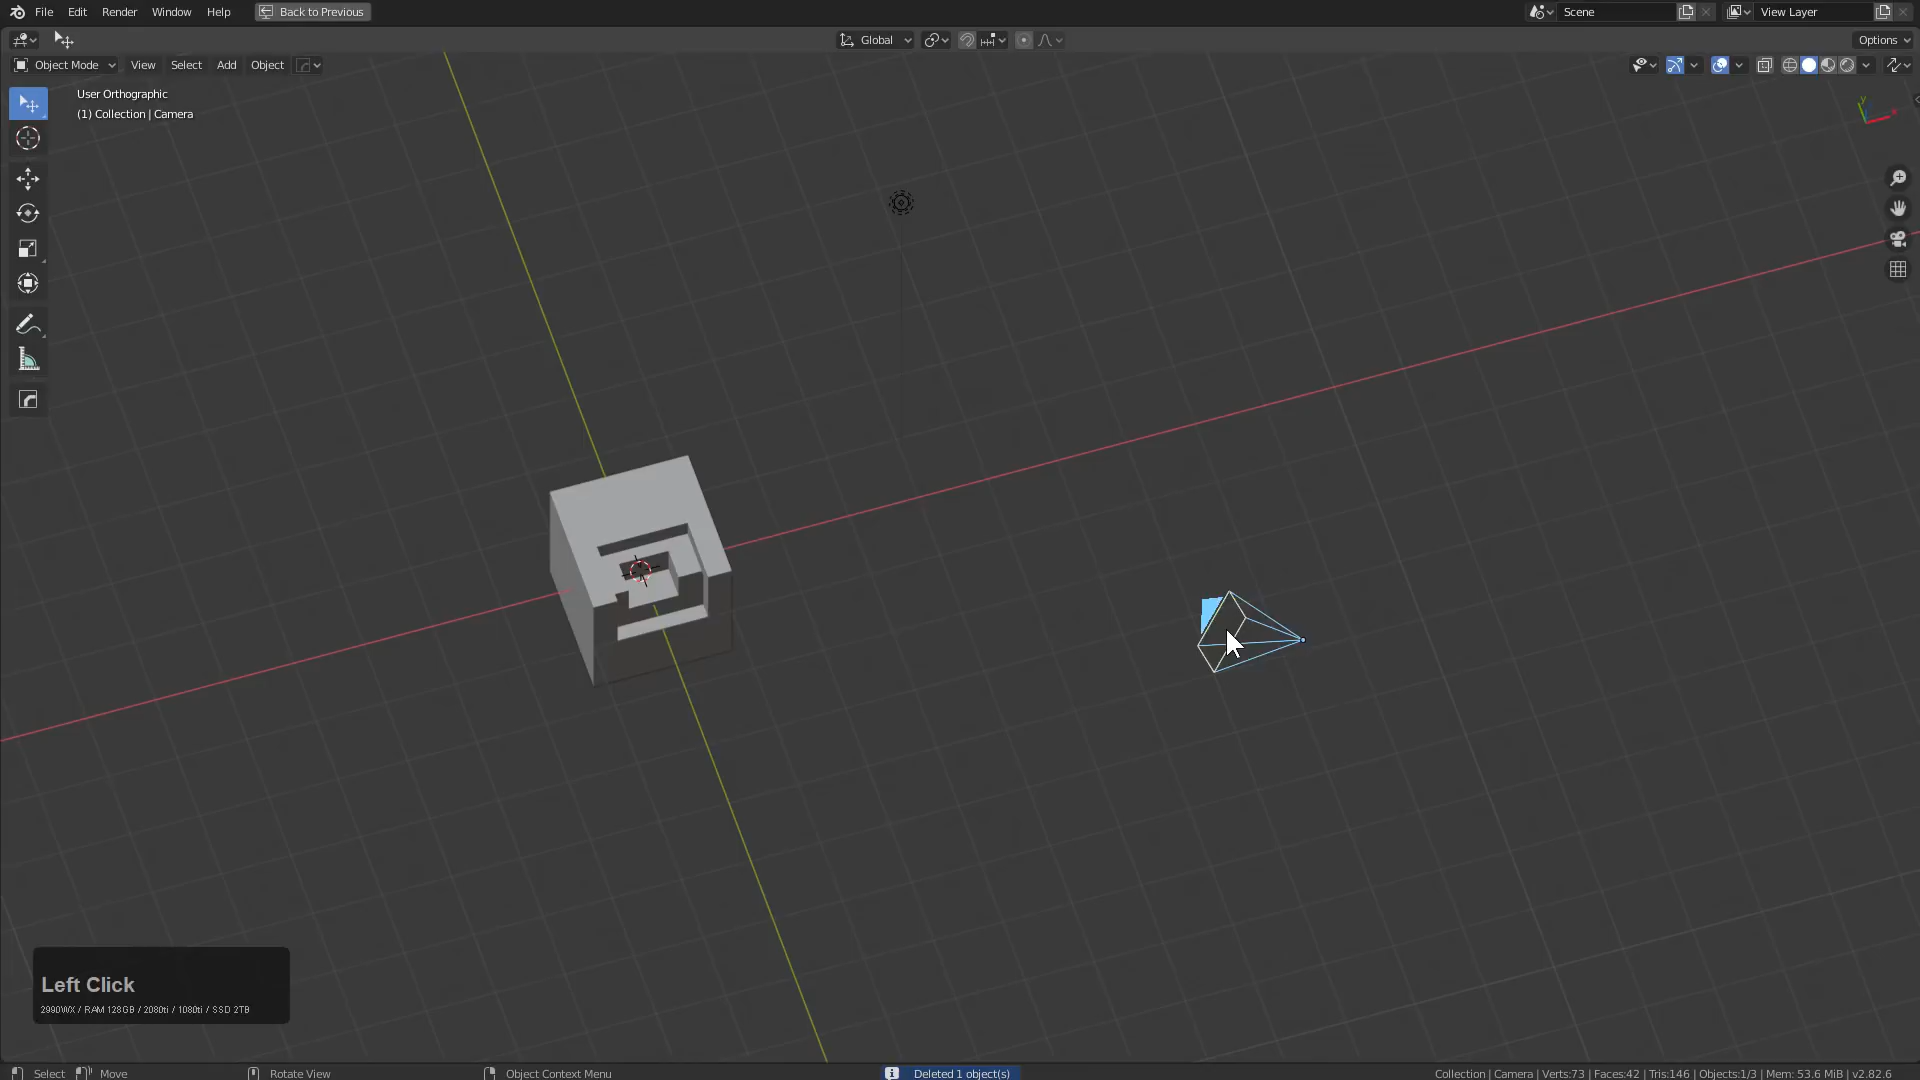 File Edit Render Window Help Back to Previous Scene View Layer
Global Options
Object Mode View Select Add Object
User Orthographic
(1) Collection | Camera
Y
X
Left Click
2990WX / RAM 128GB / 2080ti / 1080ti / SSD 2TB
Select Move Rotate View Object Context Menu Deleted 1 object(s) Collection | Camera | Verts:73 | Faces:42 | Tris:146 | Objects:1/3 | Mem: 53.6 MiB | v2.82.6